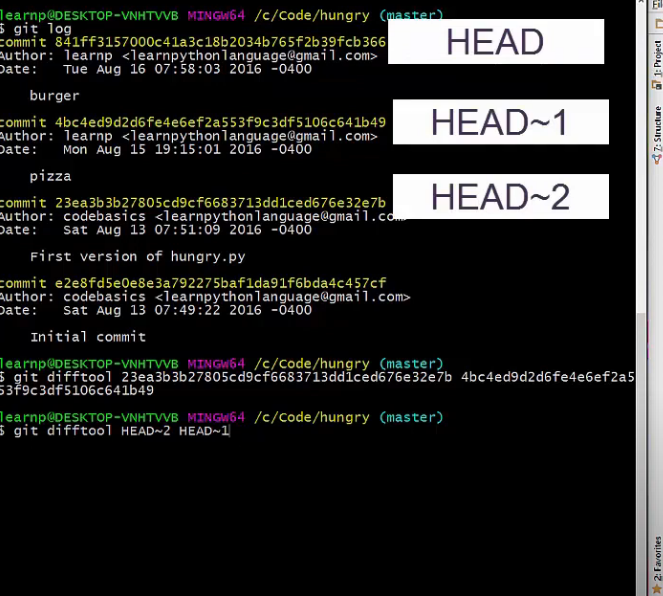 learnp@DESKTOP-VNHTVVB MINGW64 /c/Code/hungry (master)
$ git log
commit 841ff3157000c41a3c18b2034b765f2b39fcb366
HEAD
Author: learnp <learnpythonlanguage@gmail.com>
Date:   Tue Aug 16 07:58:03 2016 -0400
burger
commit 4bc4ed9d2d6fe4e6ef2a553f9c3df5106c641b49
HEAD~1
Author: learnp <learnpythonlanguage@gmail.com>
Date:   Mon Aug 15 19:15:01 2016 -0400
pizza
commit 23ea3b3b27805cd9cf6683713dd1ced676e32e7b
HEAD~2
Author: codebasics <learnpythonlanguage@gmail.com>
Date:   Sat Aug 13 07:51:09 2016 -0400
First version of hungry.py
commit e2e8fd5e0e8e3a792275baf1da91f6bda4c457cf
Author: codebasics <learnpythonlanguage@gmail.com>
Date:   Sat Aug 13 07:49:22 2016 -0400
Initial commit
learnp@DESKTOP-VNHTVVB MINGW64 /c/Code/hungry (master)
$ git difftool 23ea3b3b27805cd9cf6683713dd1ced676e32e7b 4bc4ed9d2d6fe4e6ef2a5
53f9c3df5106c641b49
learnp@DESKTOP-VNHTVVB MINGW64 /c/Code/hungry (master)
$ git difftool HEAD~2 HEAD~1
1: Project
7: Structure
2: Favorites